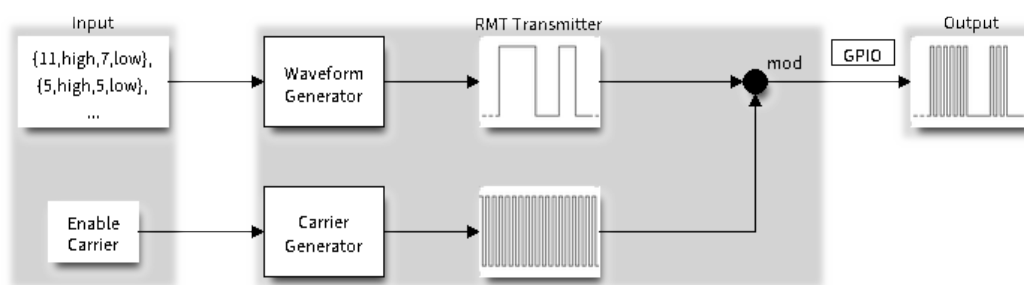 Input
RMT Transmitter
Output
{11,high,7,low},
{5,high,5,low},
...
Waveform
Generator
mod
GPIO
Enable
Carrier
Carrier
Generator